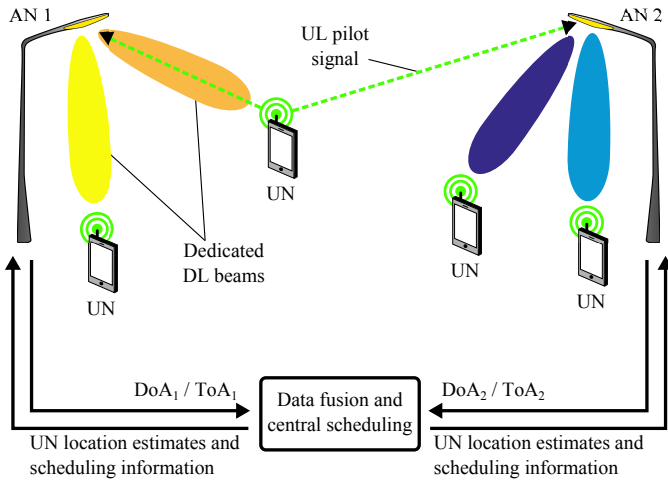 AN 1
AN 2
UL pilot
signal
UN
UN
UN
UN
Dedicated
DL beams
DoA₁ / ToA₁
DoA₂ / ToA₂
Data fusion and
central scheduling
UN location estimates and
scheduling information
UN location estimates and
scheduling information